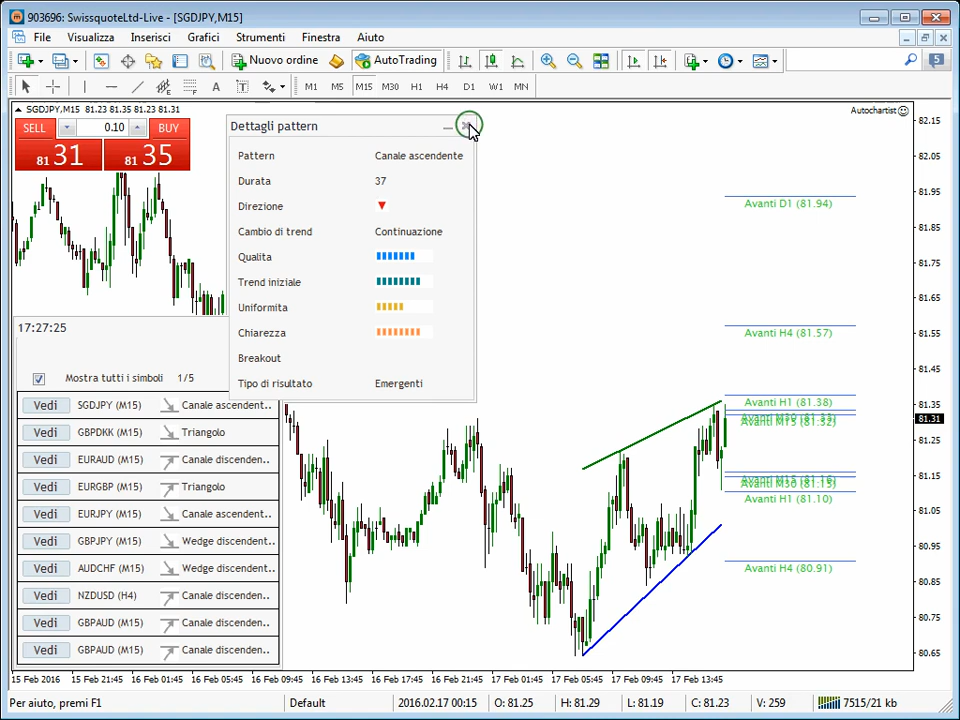 903696: SwissquoteLtd-Live - [SGDJPY,M15]
File Visualizza Inserisci Grafici Strumenti Finestra Aiuto
Nuovo ordine AutoTrading 5
A T M1 M5 M15 M30 H1 H4 D1 W1 MN
SGDJPY,M15 81.23 81.35 81.23 81.31
Autochartist
SELL 0.10 BUY
81 31 81 35
Dettagli pattern
Pattern Canale ascendente
Durata 37
Direzione
Cambio di trend Continuazione
Qualita
Trend iniziale
Uniformita
Chiarezza
Breakout
Tipo di risultato Emergenti
17:27:25
Mostra tutti i simboli 1/5
Vedi SGDJPY (M15) Canale ascendent..
Vedi GBPDKK (M15) Triangolo
Vedi EURAUD (M15) Canale discenden..
Vedi EURGBP (M15) Triangolo
Vedi EURJPY (M15) Canale ascendent..
Vedi GBPJPY (M15) Wedge discendent..
Vedi AUDCHF (M15) Wedge discendent..
Vedi NZDUSD (H4) Canale discenden..
Vedi GBPAUD (M15) Canale discenden..
Vedi GBPAUD (M15) Canale discenden..
Avanti D1 (81.94)
Avanti H4 (81.57)
Avanti H1 (81.38)
Avanti M15 (81.32)
Avanti H1 (81.10)
Avanti H4 (80.91)
82.15
82.05
81.95
81.85
81.75
81.65
81.55
81.45
81.35
81.31
81.25
81.15
81.05
80.95
80.85
80.75
80.65
15 Feb 2016 15 Feb 21:45 16 Feb 01:45 16 Feb 05:45 16 Feb 09:45 16 Feb 13:45 16 Feb 17:45 16 Feb 21:45 17 Feb 01:45 17 Feb 05:45 17 Feb 09:45 17 Feb 13:45
Per aiuto, premi F1 Default 2016.02.17 00:15 O: 81.25 H: 81.29 L: 81.19 C: 81.23 V: 259 7515/21 kb